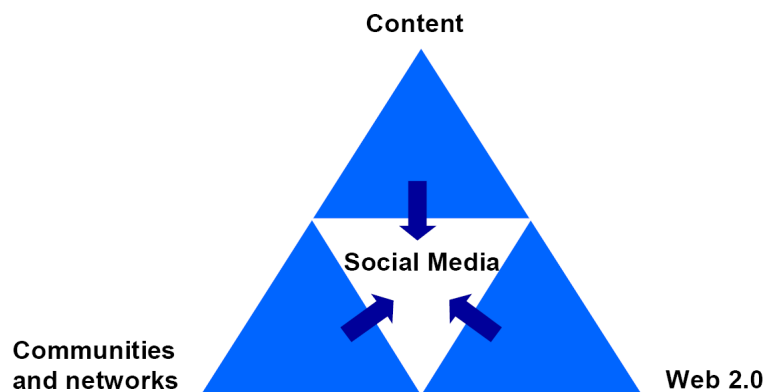 Content
Social Media
Communities
and networks
Web 2.0